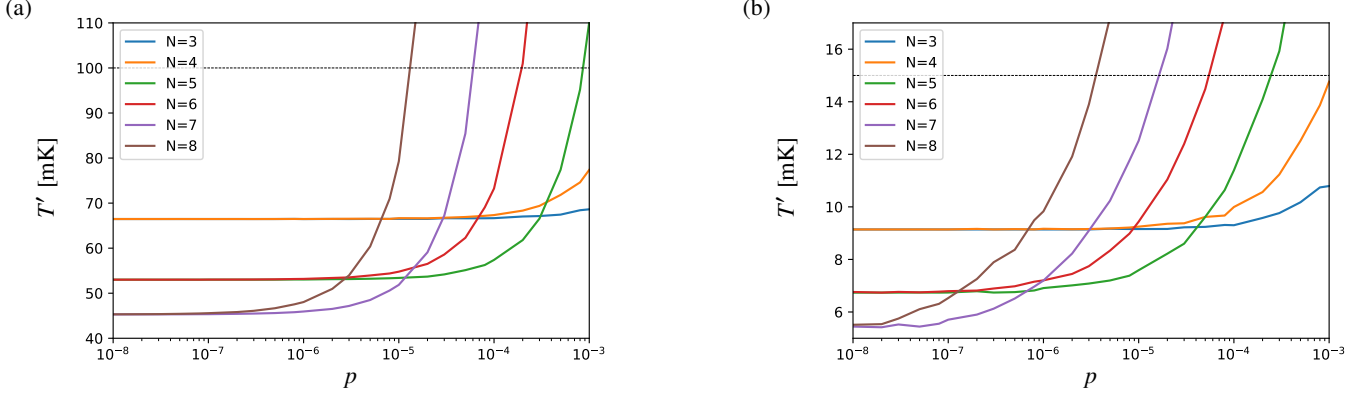 (a)
110
100
90
80
70
60
50
40
T′ [mK]
N=3
N=4
N=5
N=6
N=7
N=8
10⁻⁸
10⁻⁷
10⁻⁶
10⁻⁵
10⁻⁴
10⁻³
p
(b)
16
14
12
10
8
6
T′ [mK]
N=3
N=4
N=5
N=6
N=7
N=8
10⁻⁸
10⁻⁷
10⁻⁶
10⁻⁵
10⁻⁴
10⁻³
p